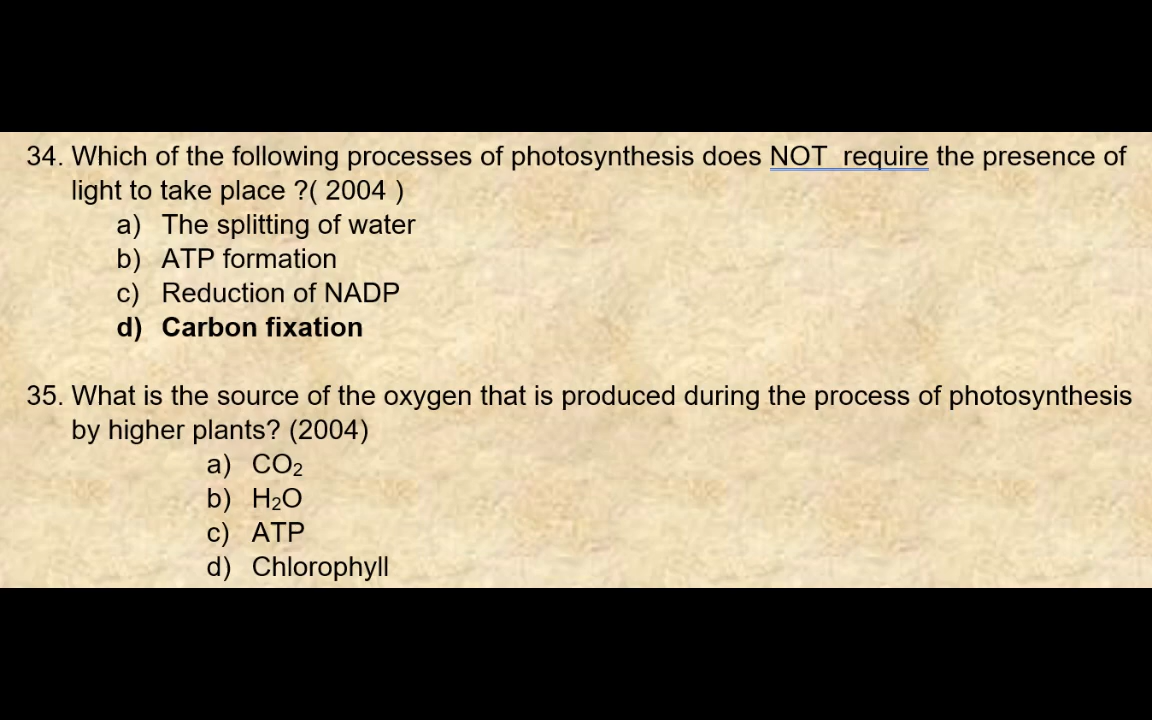 34. Which of the following processes of photosynthesis does NOT require the presence of
light to take place ?( 2004 )
a) The splitting of water
b) ATP formation
c) Reduction of NADP
d) Carbon fixation
35. What is the source of the oxygen that is produced during the process of photosynthesis
by higher plants? (2004)
a) CO₂
b) H₂O
c) ATP
d) Chlorophyll